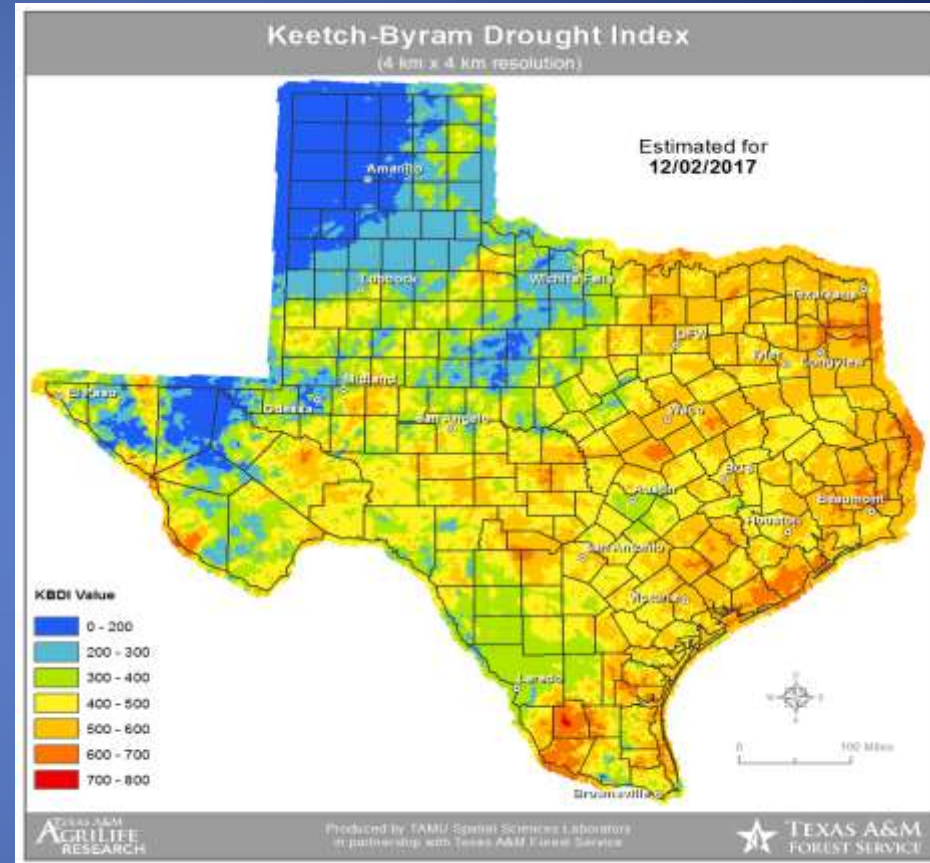 Keetch-Byram Drought Index
(4 km x 4 km resolution)
Estimated for
12/02/2017
Amarillo
Lubbock
Wichita Falls
Texarkana
DFW
Tyler
Longview
El Paso
Midland
Odessa
San Angelo
Waco
BCS
Austin
Beaumont
Houston
San Antonio
Victoria
Laredo
Brownsville
KBDI Value
0 - 200
200 - 300
300 - 400
400 - 500
500 - 600
600 - 700
700 - 800
N
W
E
S
0 100 Miles
TEXAS A&M
AGRILIFE
RESEARCH
Produced by TAMU Spatial Sciences Laboratory
in partnership with Texas A&M Forest Service
TEXAS A&M
FOREST SERVICE